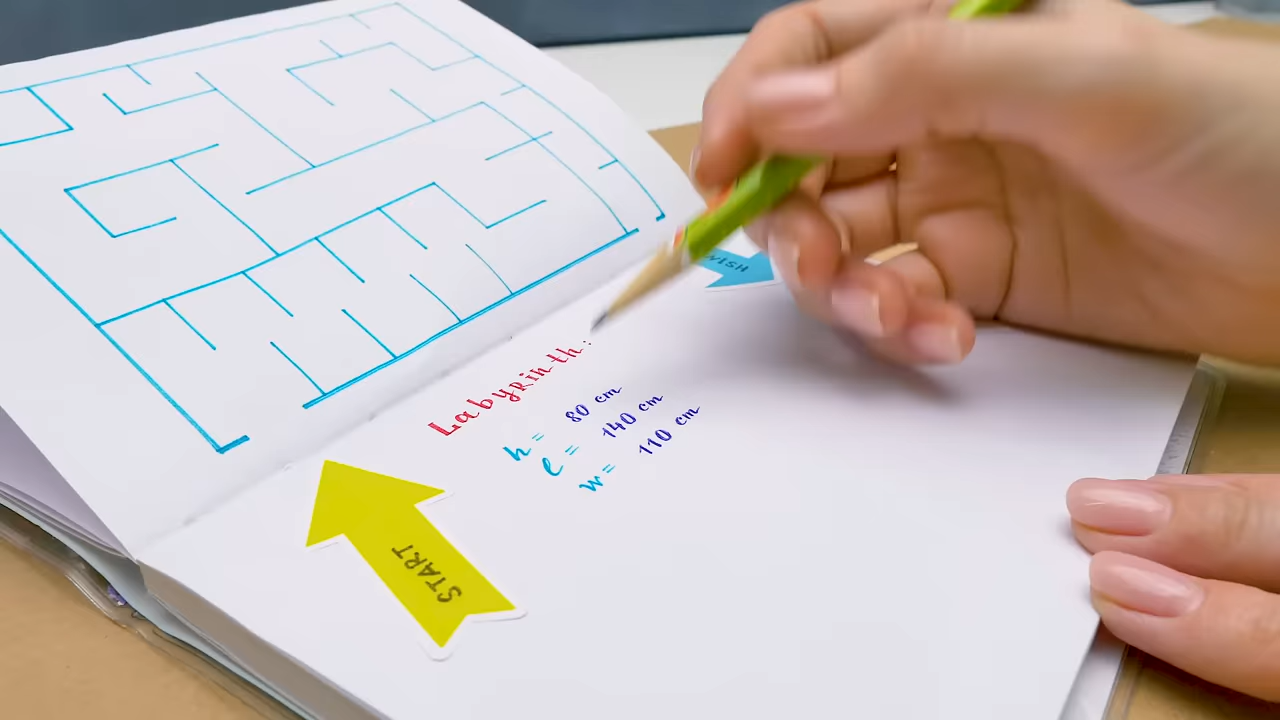 Labyrinth:
h = 80 cm
l = 140 cm
w = 110 cm
START